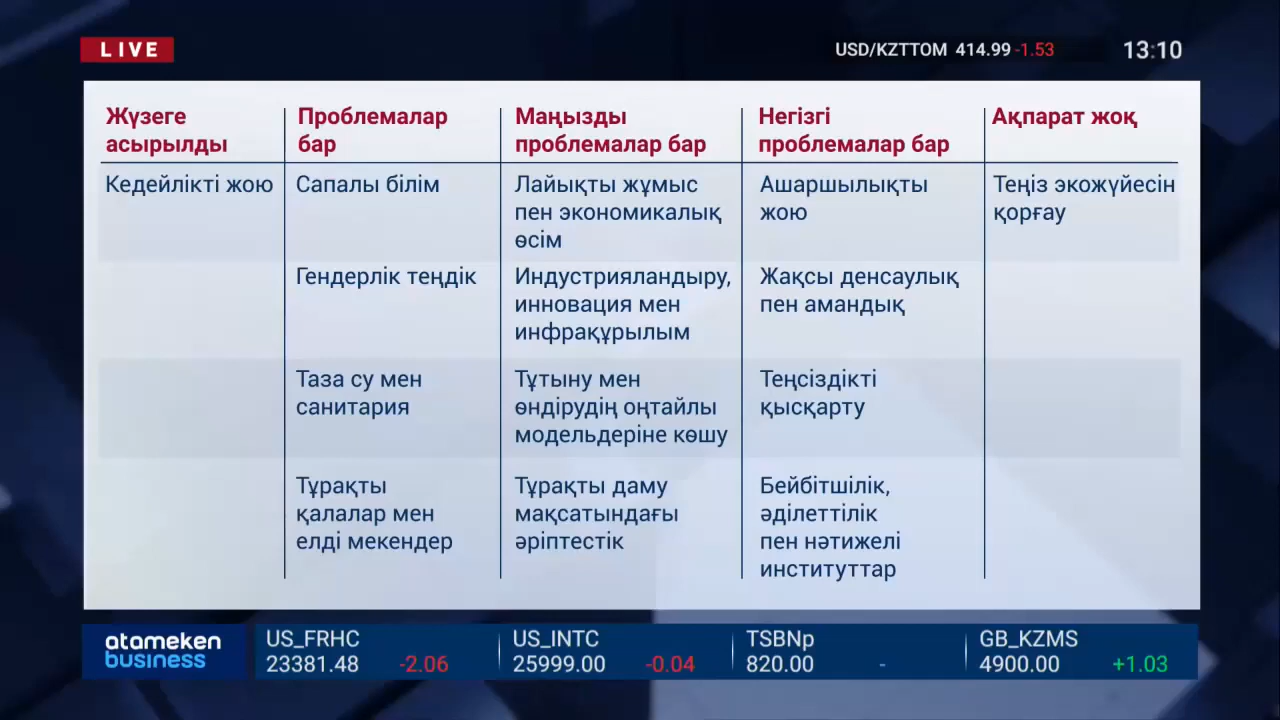 LIVE
USD/KZTTOM 414.99 -1.53
13:10
Жүзеге
асырылды
Проблемалар
бар
Маңызды
проблемалар бар
Негізгі
проблемалар бар
Ақпарат жоқ
Кедейлікті жою
Сапалы білім
Лайықты жұмыс
пен экономикалық
өсім
Ашаршылықты
жою
Теңіз экожүйесін
қорғау
Гендерлік теңдік
Индустрияландыру,
инновация мен
инфрақұрылым
Жақсы денсаулық
пен амандық
Таза су мен
санитария
Тұтыну мен
өндірудің оңтайлы
модельдеріне көшу
Теңсіздікті
қысқарту
Тұрақты
қалалар мен
елді мекендер
Тұрақты даму
мақсатындағы
әріптестік
Бейбітшілік,
әділеттілік
пен нәтижелі
институттар
atameken
business
US_FRHC
23381.48 -2.06
US_INTC
25999.00 -0.04
TSBNp
820.00 -
GB_KZMS
4900.00 +1.03